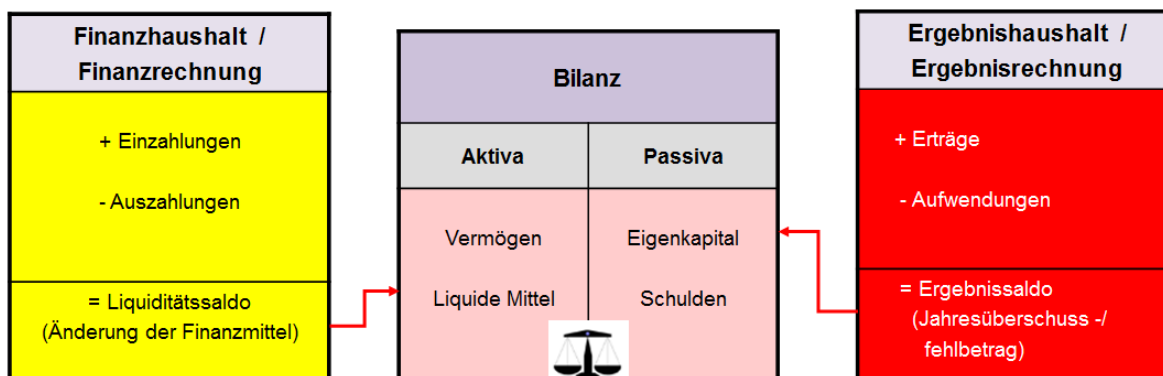 Finanzhaushalt /
Finanzrechnung
+ Einzahlungen
- Auszahlungen
= Liquiditätssaldo
(Änderung der Finanzmittel)
Bilanz
Aktiva
Passiva
Vermögen
Eigenkapital
Liquide Mittel
Schulden
Ergebnishaushalt /
Ergebnisrechnung
+ Erträge
- Aufwendungen
= Ergebnissaldo
(Jahresüberschuss -/
fehlbetrag)